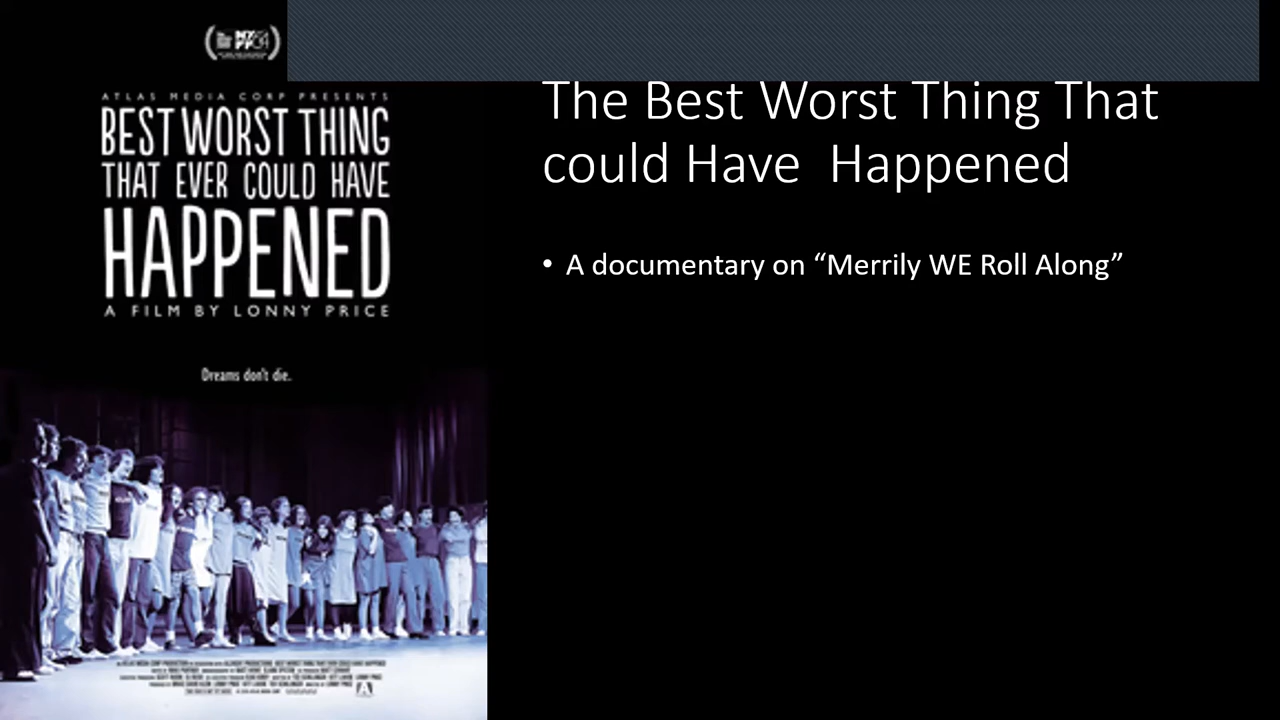 ATLAS MEDIA CORP PRESENTS
BEST WORST THING
THAT EVER COULD HAVE
HAPPENED
A FILM BY LONNY PRICE
Dreams don't die.
The Best Worst Thing That
could Have  Happened
• A documentary on “Merrily WE Roll Along”